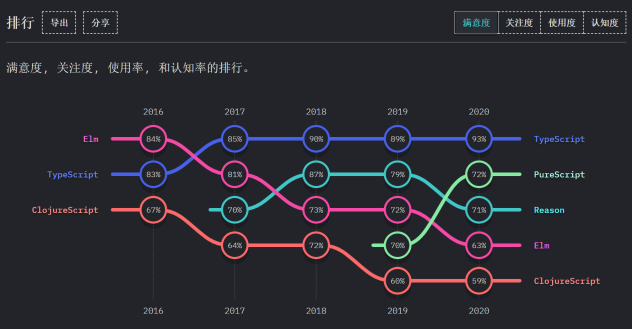 排行 导出 分享 满意度 关注度 使用度 认知度
满意度, 关注度, 使用率, 和认知率的排行。
2016 2017 2018 2019 2020
Elm 84% 85% 90% 89% 93% TypeScript
TypeScript 83% 81% 87% 79% 72% PureScript
ClojureScript 67% 70% 73% 72% 71% Reason
64% 72% 70% 63% Elm
60% 59% ClojureScript
2016 2017 2018 2019 2020